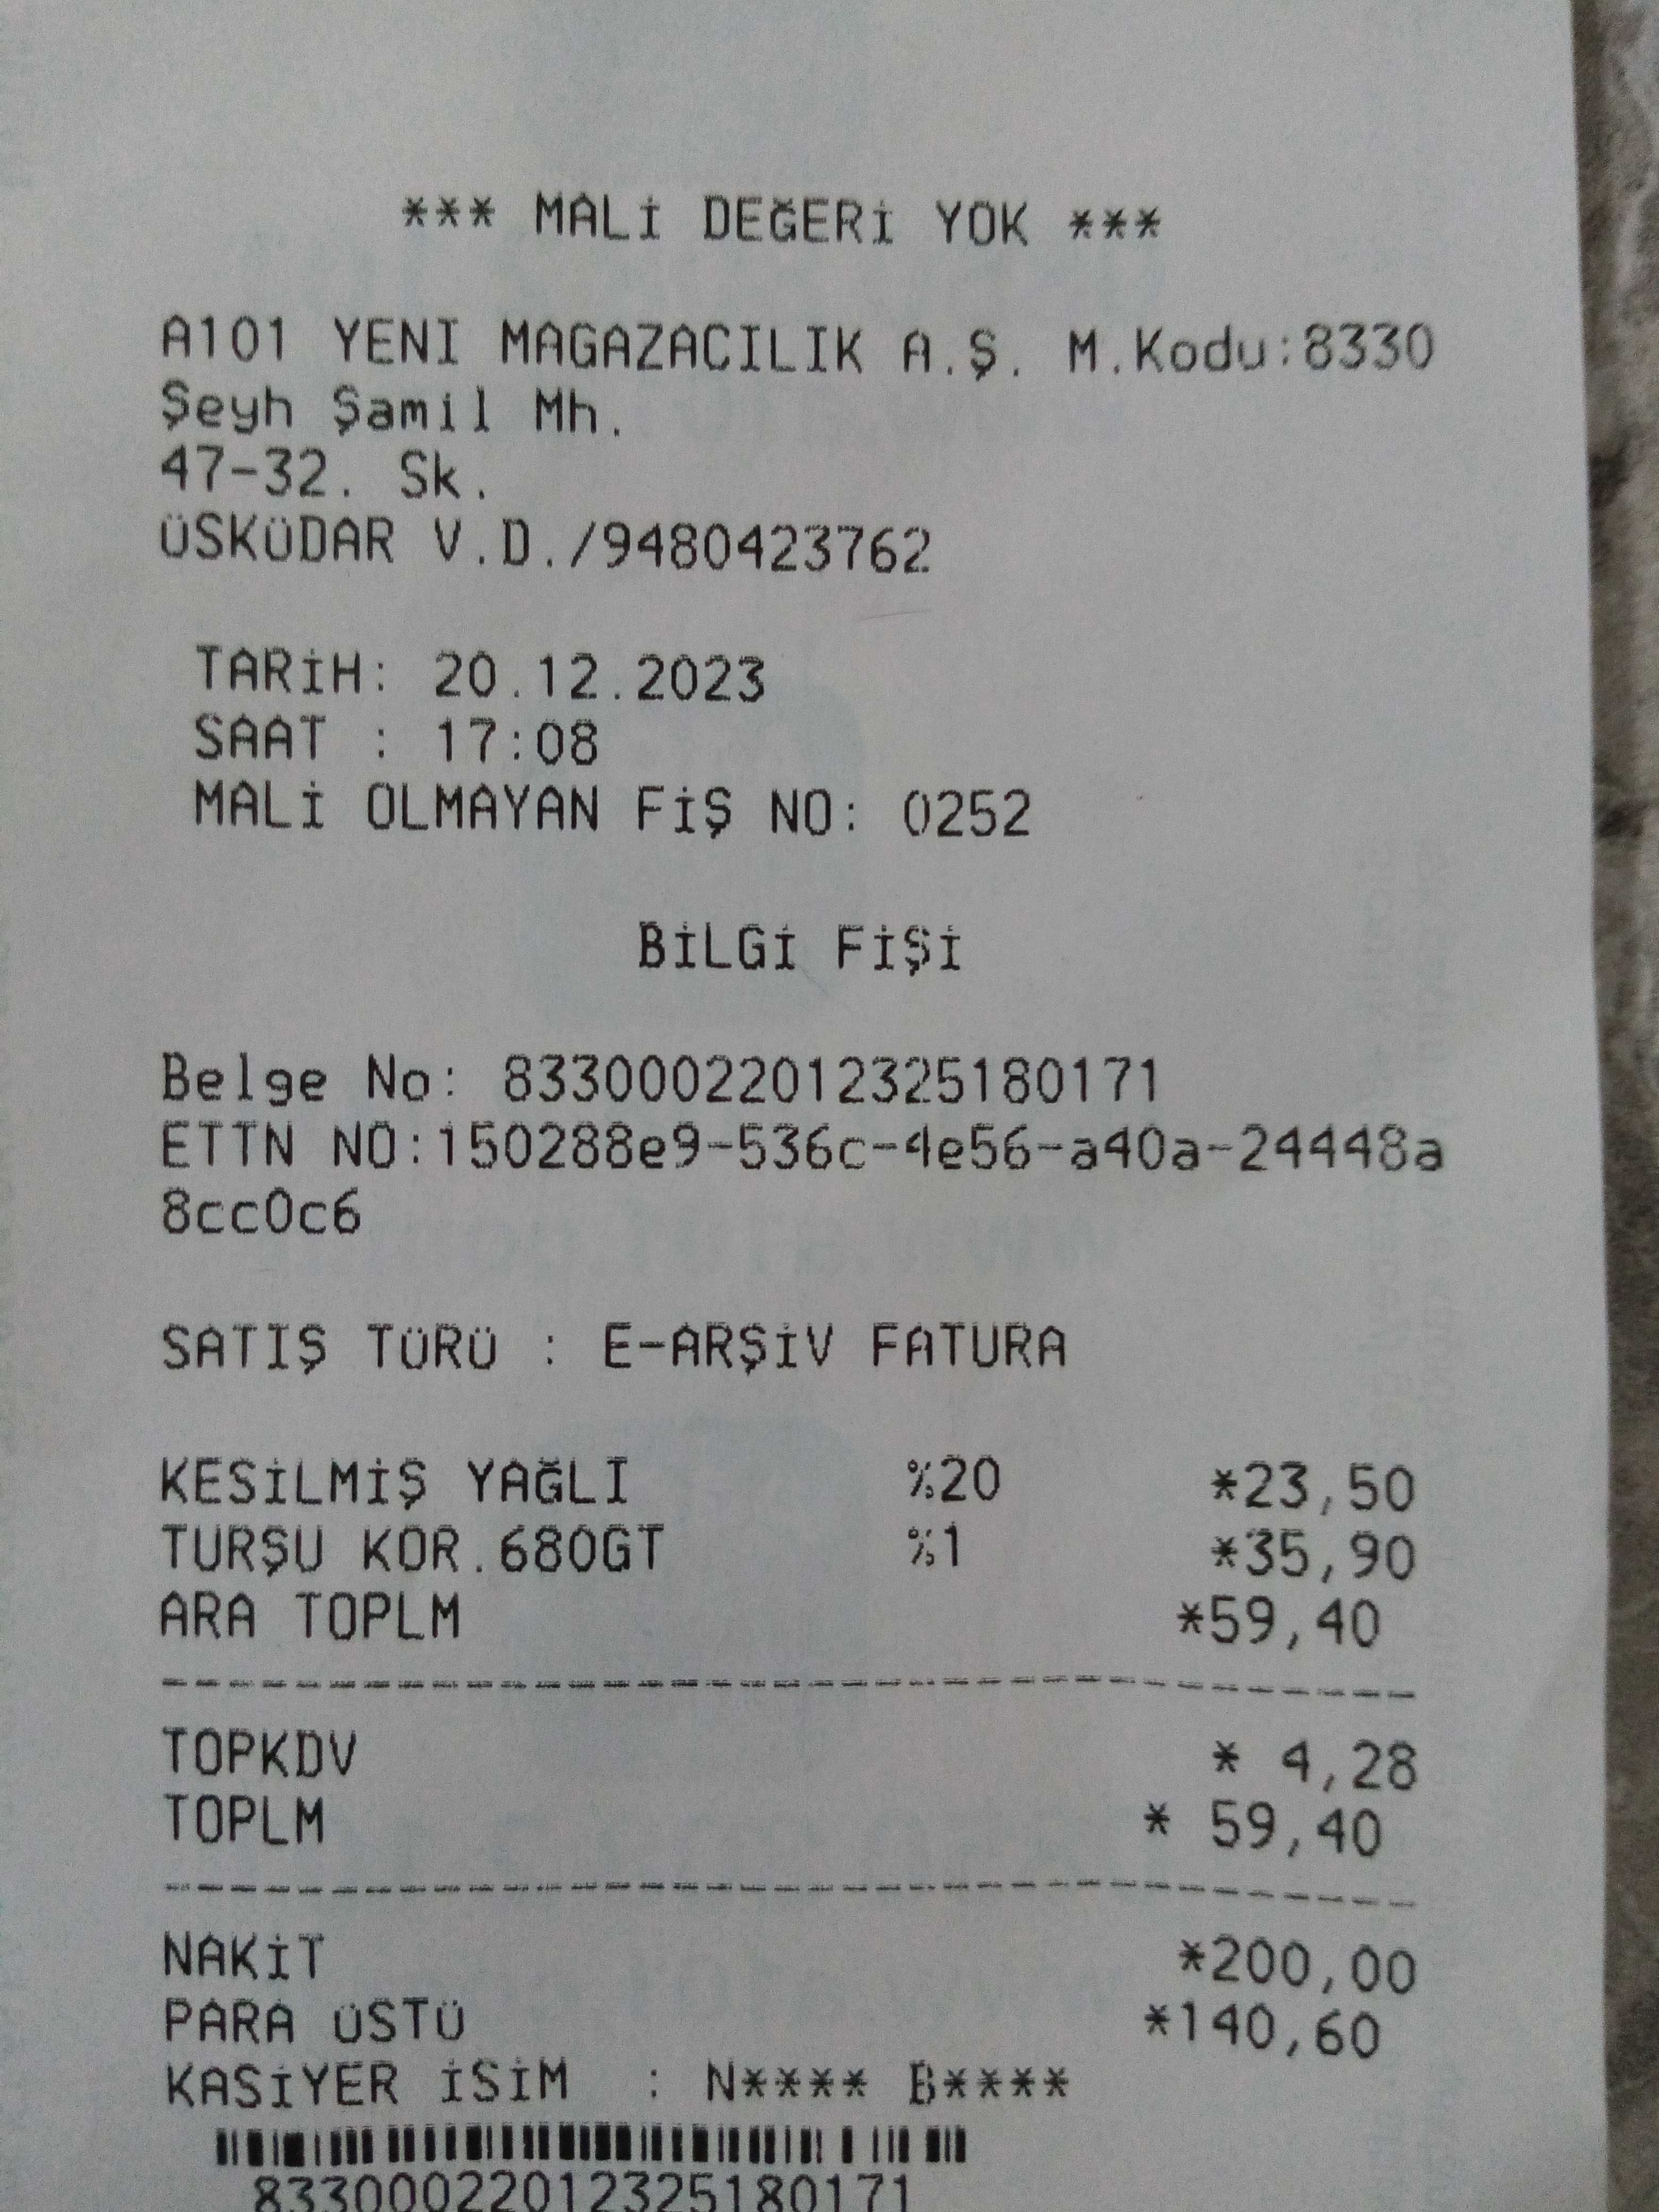 *** MALİ DEĞERİ YOK ***
A101 YENI MAGAZACILIK A.Ş. M.Kodu:8330
Şeyh Şamil Mh.
47-32. Sk.
ÜSKÜDAR V.D./9480423762
TARİH: 20.12.2023
SAAT : 17:08
MALİ OLMAYAN FİŞ NO: 0252
BİLGİ FİŞİ
Belge No: 83300022012325180171
ETTN NO:150288e9-536c-4e56-a40a-24448a
8cc0c6
SATIŞ TÜRÜ : E-ARŞİV FATURA
KESİLMİŞ YAĞLI %20 *23,50
TURŞU KOR.680GT %1 *35,90
ARA TOPLM *59,40
--------------------------------------
TOPKDV * 4,28
TOPLM * 59,40
--------------------------------------
NAKİT *200,00
PARA ÜSTÜ *140,60
KASİYER İSİM : N**** B****
83300022012325180171